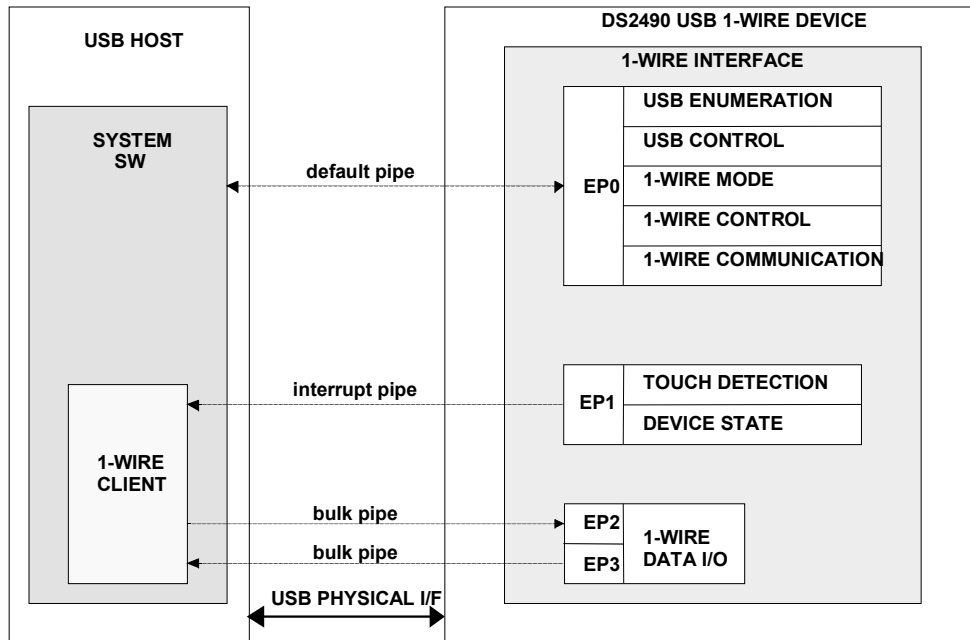 USB HOST
SYSTEM
SW
1-WIRE
CLIENT
default pipe
interrupt pipe
bulk pipe
bulk pipe
USB PHYSICAL I/F
DS2490 USB 1-WIRE DEVICE
1-WIRE INTERFACE
EP0
USB ENUMERATION
USB CONTROL
1-WIRE MODE
1-WIRE CONTROL
1-WIRE COMMUNICATION
EP1
TOUCH DETECTION
DEVICE STATE
EP2
EP3
1-WIRE
DATA I/O